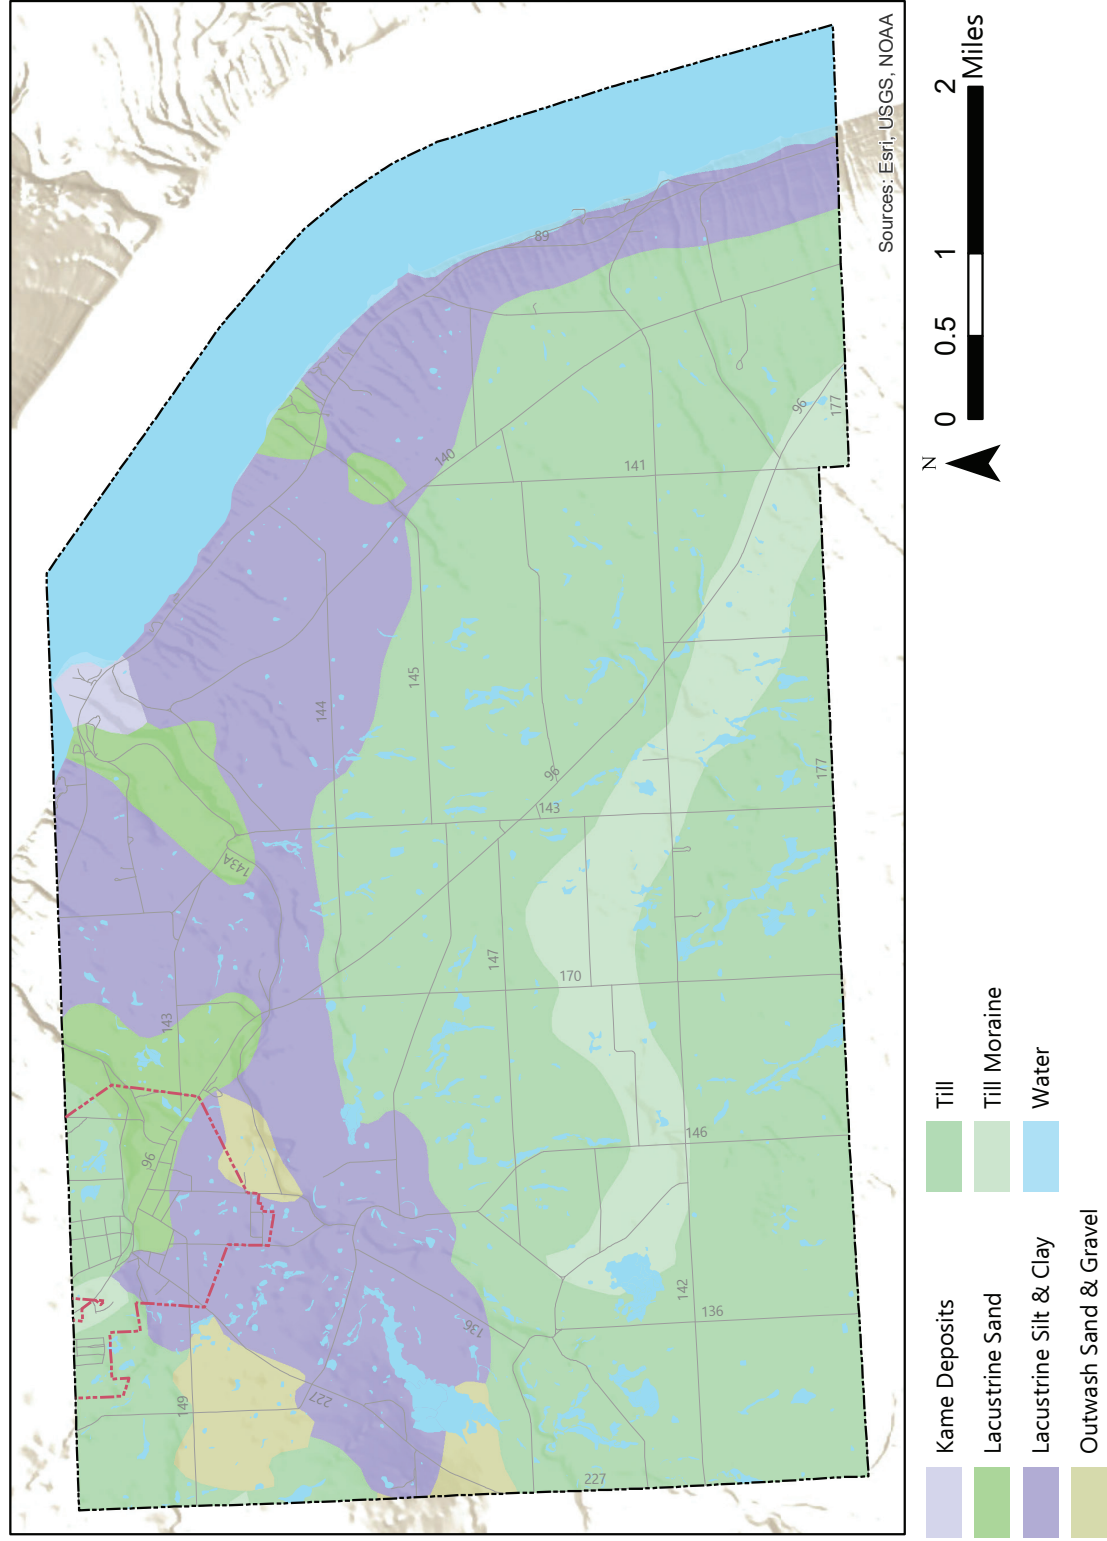 89
140
141
96
177
145
144
96
143
177
143A
147
170
143
96
146
142
136
136
149
227
227
Sources: Esri, USGS, NOAA
N
0 0.5 1 2
Miles
Kame Deposits
Lacustrine Sand
Lacustrine Silt & Clay
Outwash Sand & Gravel
Till
Till Moraine
Water